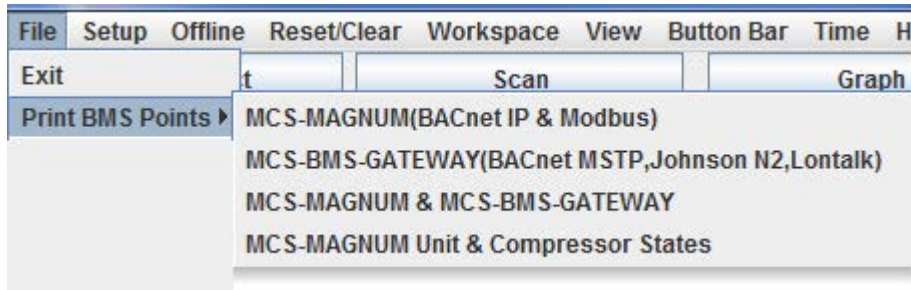 File Setup Offline Reset/Clear Workspace View Button Bar Time
Exit
Scan Graph
Print BMS Points
MCS-MAGNUM(BACnet IP & Modbus)
MCS-BMS-GATEWAY(BACnet MSTP,Johnson N2,Lontalk)
MCS-MAGNUM & MCS-BMS-GATEWAY
MCS-MAGNUM Unit & Compressor States